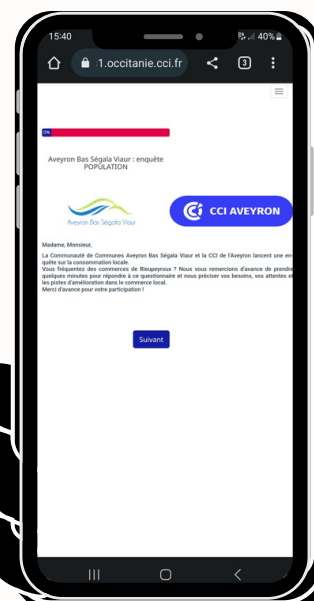 15:40
40%
1.occitanie.cci.fr
3
0%
Aveyron Bas Ségala Viaur : enquête
POPULATION
Aveyron Bas Ségala Viaur
CCI AVEYRON
Madame, Monsieur,
La Communauté de Communes Aveyron Bas Ségala Viaur et la CCI de l'Aveyron lancent une en-
quête sur la consommation locale.
Vous fréquentez des commerces de Rieupeyroux ? Nous vous remercions d'avance de prendre
quelques minutes pour répondre à ce questionnaire et nous préciser vos besoins, vos attentes et
les pistes d'amélioration dans le commerce local.
Merci d'avance pour votre participation !
Suivant